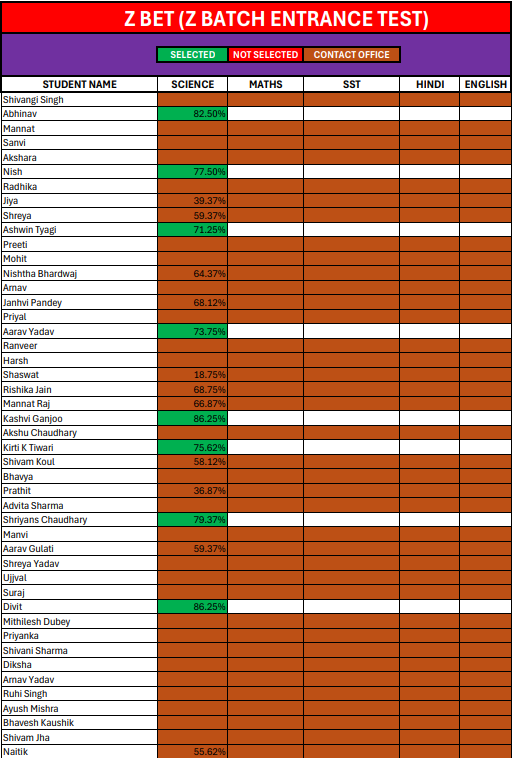 Z BET (Z BATCH ENTRANCE TEST)
SELECTED NOT SELECTED CONTACT OFFICE
STUDENT NAME SCIENCE MATHS SST HINDI ENGLISH
Shivangi Singh
Abhinav 82.50%
Mannat
Sanvi
Akshara
Nish 77.50%
Radhika
Jiya 39.37%
Shreya 59.37%
Ashwin Tyagi 71.25%
Preeti
Mohit
Nishtha Bhardwaj 64.37%
Arnav
Janhvi Pandey 68.12%
Priyal
Aarav Yadav 73.75%
Ranveer
Harsh
Shaswat 18.75%
Rishika Jain 68.75%
Mannat Raj 66.87%
Kashvi Ganjoo 86.25%
Akshu Chaudhary
Kirti K Tiwari 75.62%
Shivam Koul 58.12%
Bhavya
Prathit 36.87%
Advita Sharma
Shriyans Chaudhary 79.37%
Manvi
Aarav Gulati 59.37%
Shreya Yadav
Ujjval
Suraj
Divit 86.25%
Mithilesh Dubey
Priyanka
Shivani Sharma
Diksha
Arnav Yadav
Ruhi Singh
Ayush Mishra
Bhavesh Kaushik
Shivam Jha
Naitik 55.62%